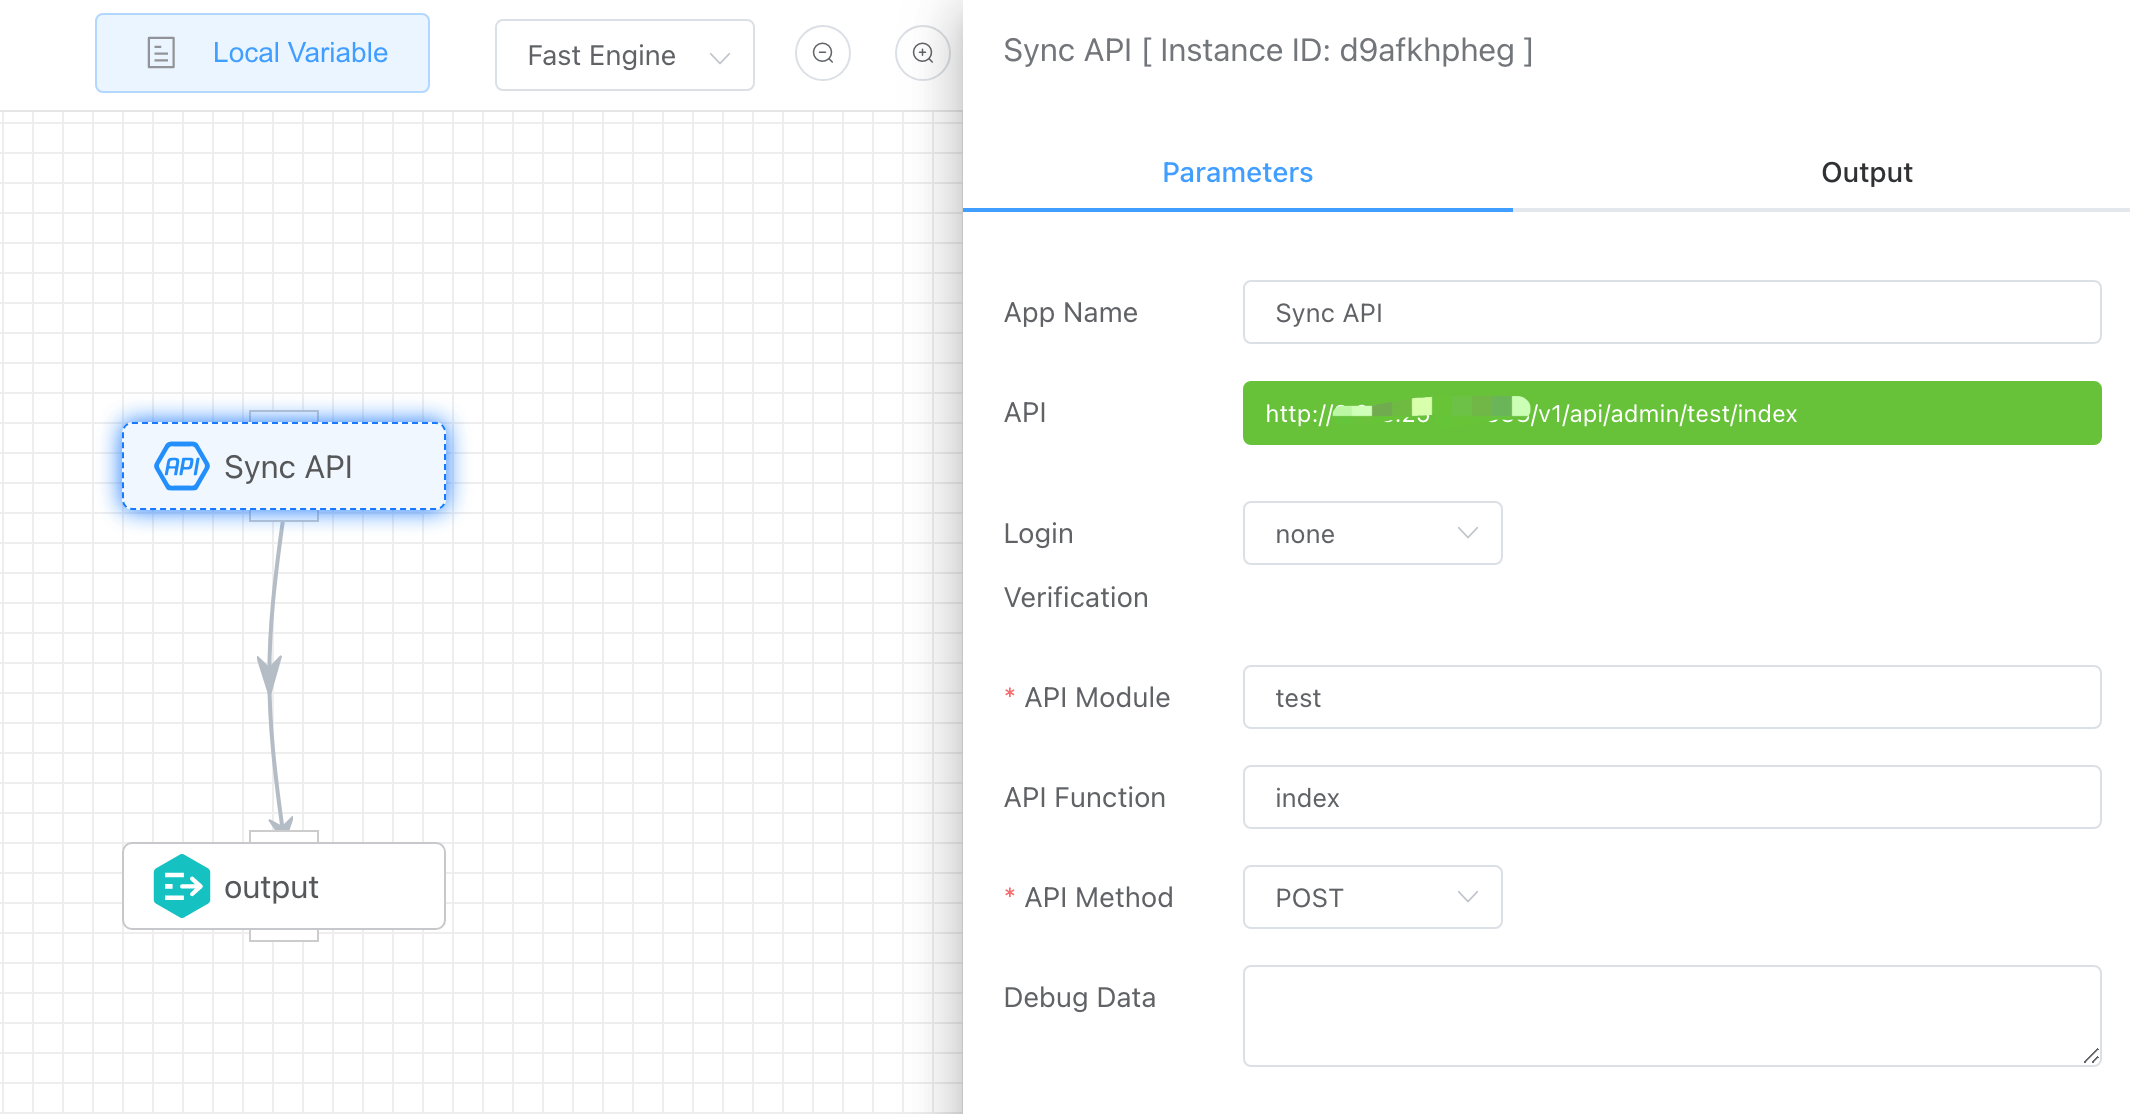 Local Variable
Fast Engine
Sync API [ Instance ID: d9afkhpheg ]
Parameters
Output
App Name
Sync API
API
http:// /v1/api/admin/test/index
Login
Verification
none
* API Module
test
API Function
index
* API Method
POST
Debug Data
API
Sync API
output